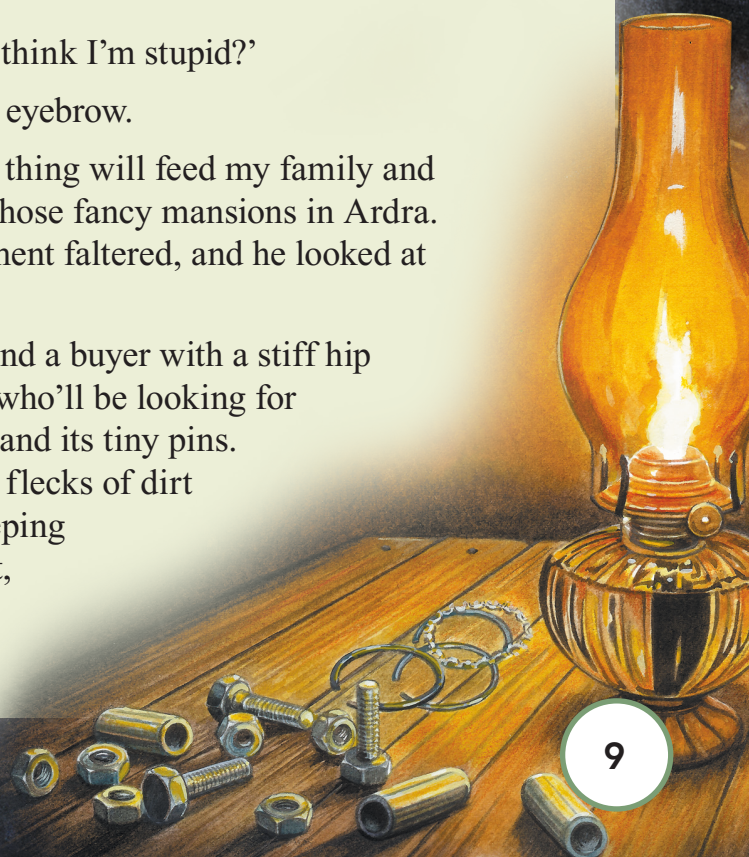 think I’m stupid?’
eyebrow.
thing will feed my family and
hose fancy mansions in Ardra.
nent faltered, and he looked at
nd a buyer with a stiff hip
who’ll be looking for
and its tiny pins.
flecks of dirt
ping
,
9